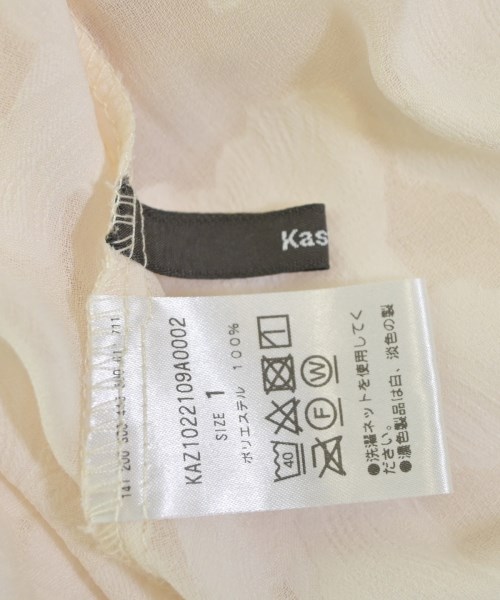 Kas
KAZ1022109A0002
SIZE 1
ポリエステル 100%
40
F W
●洗濯ネットを使用してく
ださい。
●濃色製品は白、淡色の製